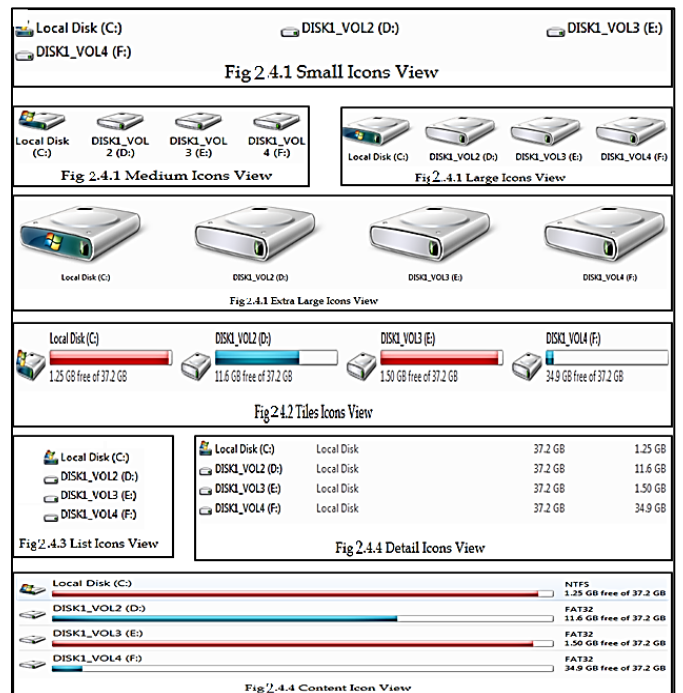 Local Disk (C:) DISK1_VOL2 (D:) DISK1_VOL3 (E:)
DISK1_VOL4 (F:)
Fig 2.4.1 Small Icons View
Local Disk (C:) DISK1_VOL 2 (D:) DISK1_VOL 3 (E:) DISK1_VOL 4 (F:)
Fig 2.4.1 Medium Icons View
Local Disk (C:) DISK1_VOL2 (D:) DISK1_VOL3 (E:) DISK1_VOL4 (F:)
Fig 2.4.1 Large Icons View
Local Disk (C:) DISK1_VOL2 (D:) DISK1_VOL3 (E:) DISK1_VOL4 (F:)
Fig 2.4.1 Extra Large Icons View
Local Disk (C:) DISK1_VOL2 (D:) DISK1_VOL3 (E:) DISK1_VOL4 (F:)
1.25 GB free of 37.2 GB 11.6 GB free of 37.2 GB 1.50 GB free of 37.2 GB 34.9 GB free of 37.2 GB
Fig 2.4.2 Tiles Icons View
Local Disk (C:)
DISK1_VOL2 (D:)
DISK1_VOL3 (E:)
DISK1_VOL4 (F:)
Fig 2.4.3 List Icons View
Local Disk (C:) Local Disk 37.2 GB 1.25 GB
DISK1_VOL2 (D:) Local Disk 37.2 GB 11.6 GB
DISK1_VOL3 (E:) Local Disk 37.2 GB 1.50 GB
DISK1_VOL4 (F:) Local Disk 37.2 GB 34.9 GB
Fig 2.4.4 Detail Icons View
Local Disk (C:) NTFS
1.25 GB free of 37.2 GB
DISK1_VOL2 (D:) FAT32
11.6 GB free of 37.2 GB
DISK1_VOL3 (E:) FAT32
1.50 GB free of 37.2 GB
DISK1_VOL4 (F:) FAT32
34.9 GB free of 37.2 GB
Fig 2.4.4 Content Icon View